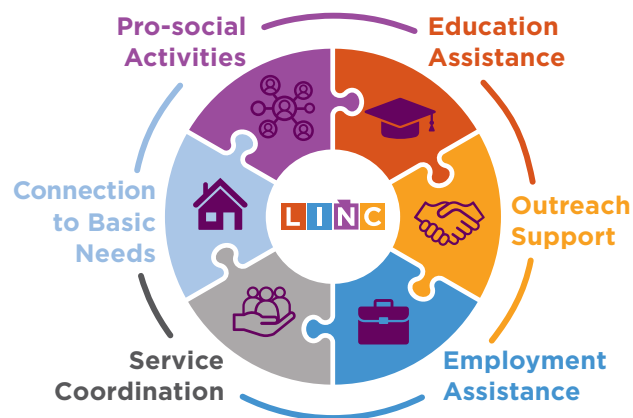 Pro-social
Activities
Education
Assistance
Connection
to Basic
Needs
LINC
Outreach
Support
Service
Coordination
Employment
Assistance